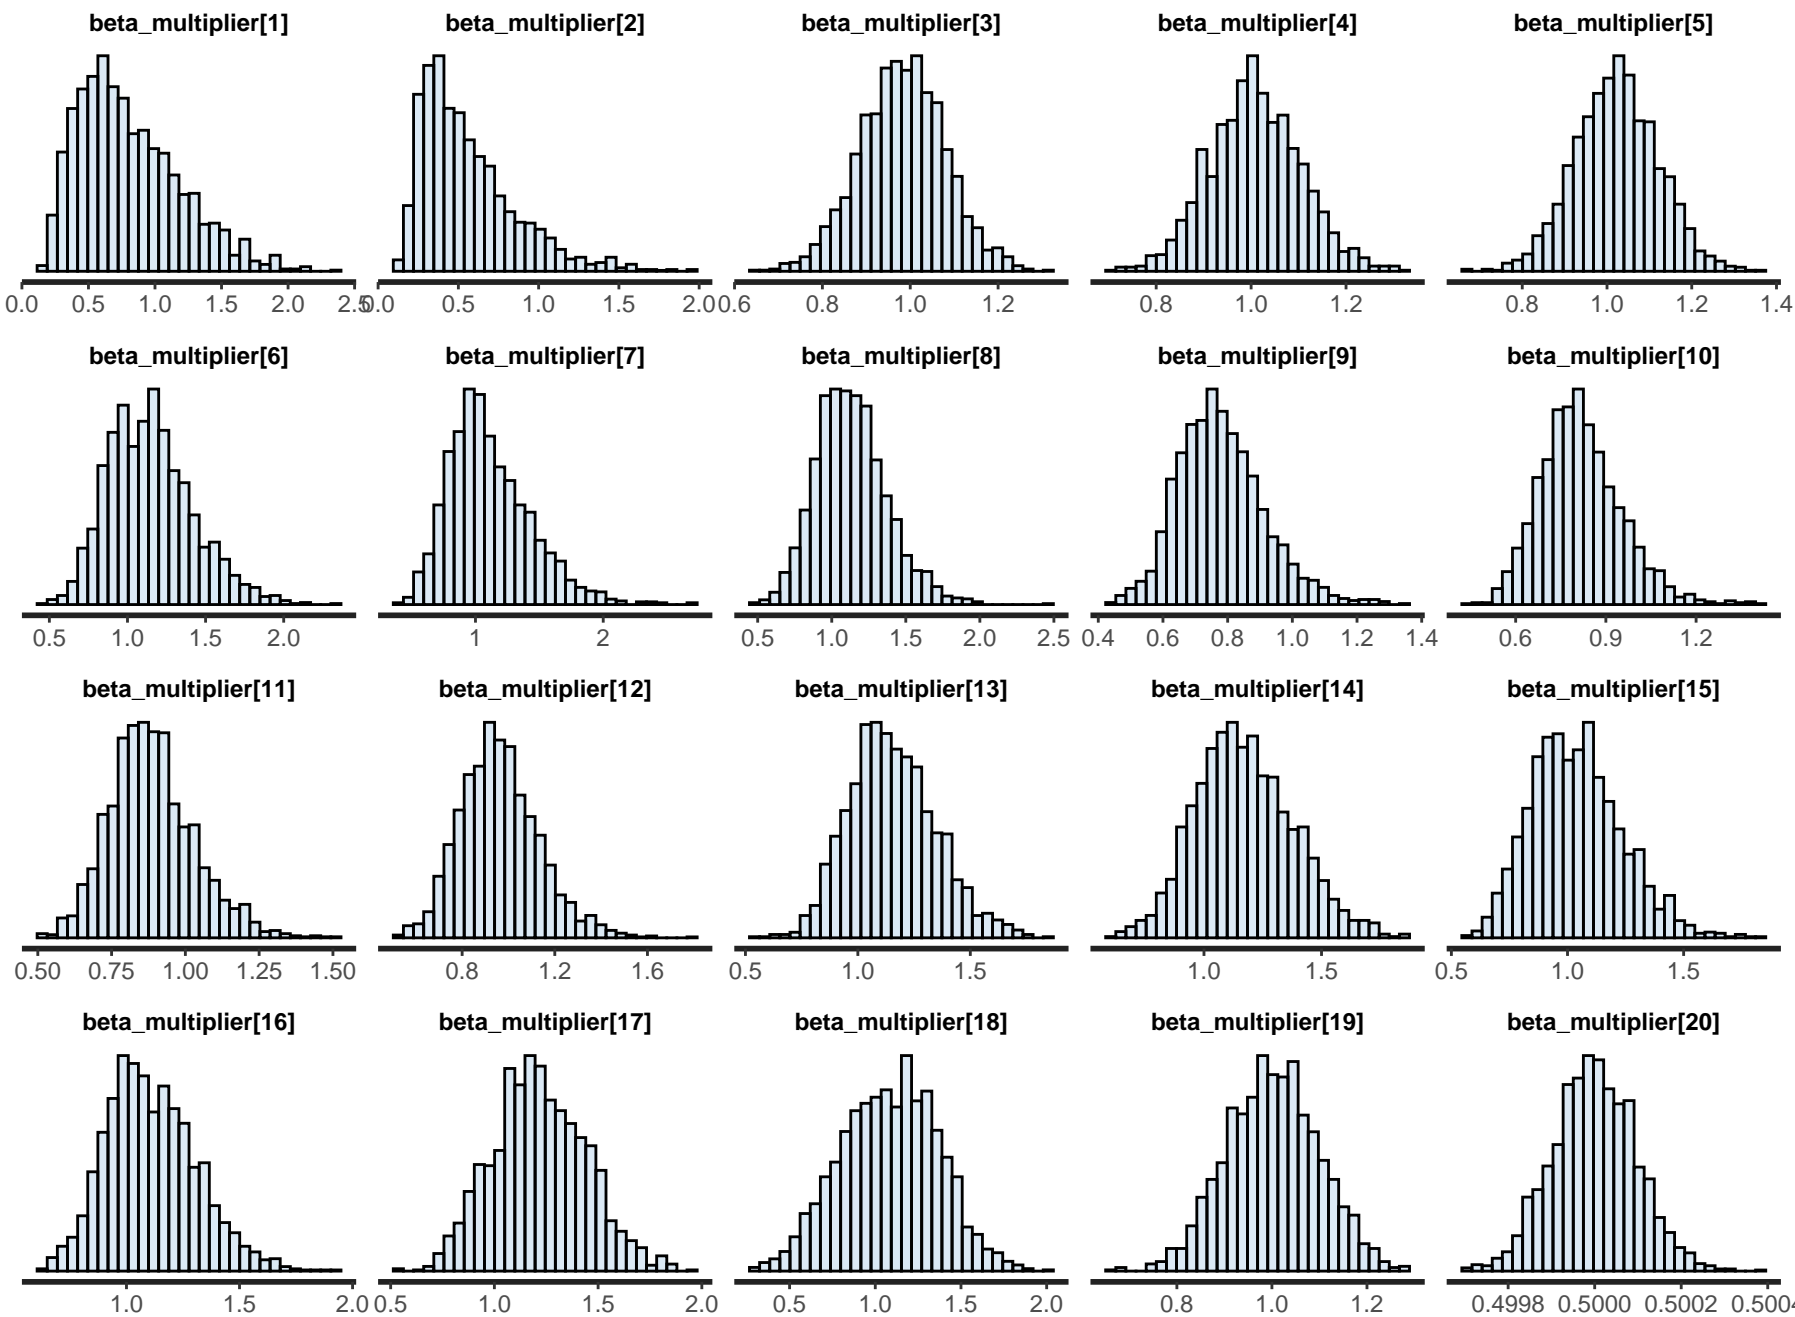 beta_multiplier[1] beta_multiplier[2] beta_multiplier[3] beta_multiplier[4] beta_multiplier[5]
0.0 0.5 1.0 1.5 2.0 2.5 0.0 0.5 1.0 1.5 2.0 0.6 0.8 1.0 1.2 0.8 1.0 1.2 0.8 1.0 1.2 1.4
beta_multiplier[6] beta_multiplier[7] beta_multiplier[8] beta_multiplier[9] beta_multiplier[10]
0.5 1.0 1.5 2.0 1 2 0.5 1.0 1.5 2.0 2.5 0.4 0.6 0.8 1.0 1.2 1.4 0.6 0.9 1.2
beta_multiplier[11] beta_multiplier[12] beta_multiplier[13] beta_multiplier[14] beta_multiplier[15]
0.50 0.75 1.00 1.25 1.50 0.8 1.2 1.6 0.5 1.0 1.5 1.0 1.5 0.5 1.0 1.5
beta_multiplier[16] beta_multiplier[17] beta_multiplier[18] beta_multiplier[19] beta_multiplier[20]
1.0 1.5 2.0 0.5 1.0 1.5 2.0 0.5 1.0 1.5 2.0 0.8 1.0 1.2 0.4998 0.5000 0.5002 0.5004